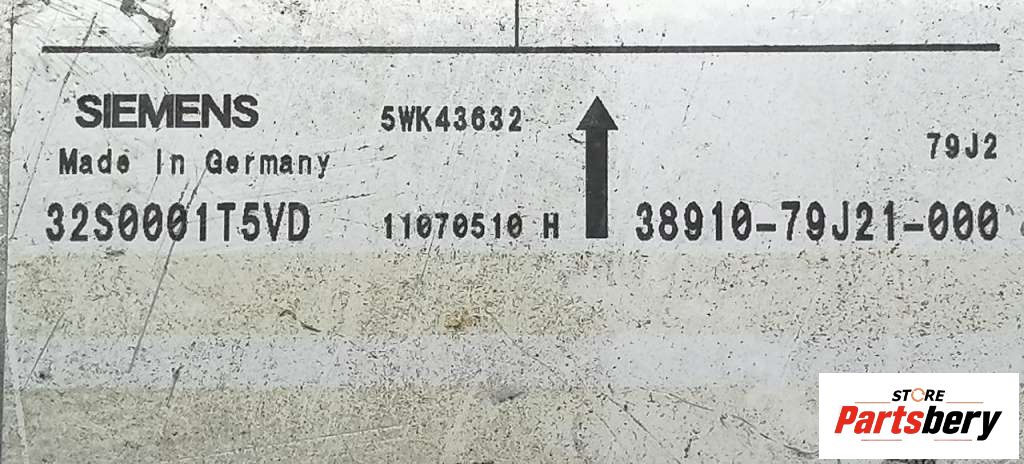 SIEMENS 5WK43632
79J2
Made In Germany
32S0001T5VD 11070510 H 38910-79J21-000
STORE
Partsbery